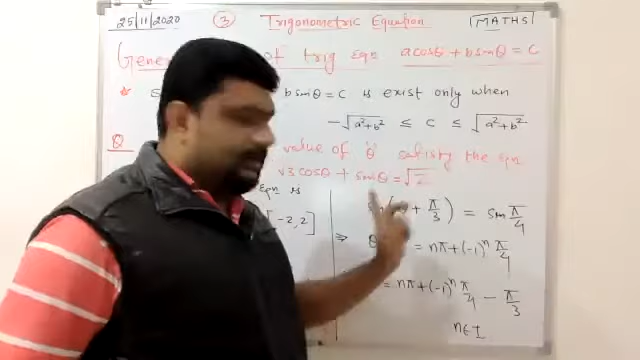 25/11/2020 ③ Trigonometric Equation MATHS
of trig Eqn a cosθ + b sinθ = c
* b sinθ = c is exist only when
-√a²+b² ≤ c ≤ √a²+b²
Q value of 'θ' satisfy the eqn
√3 cosθ + sinθ = √2
Eqn is
[-2,2]
+ π/3) = sin π/4
⇒ θ = nπ + (-1)ⁿ π/4
= nπ + (-1)ⁿ π/4 - π/3
n∈I